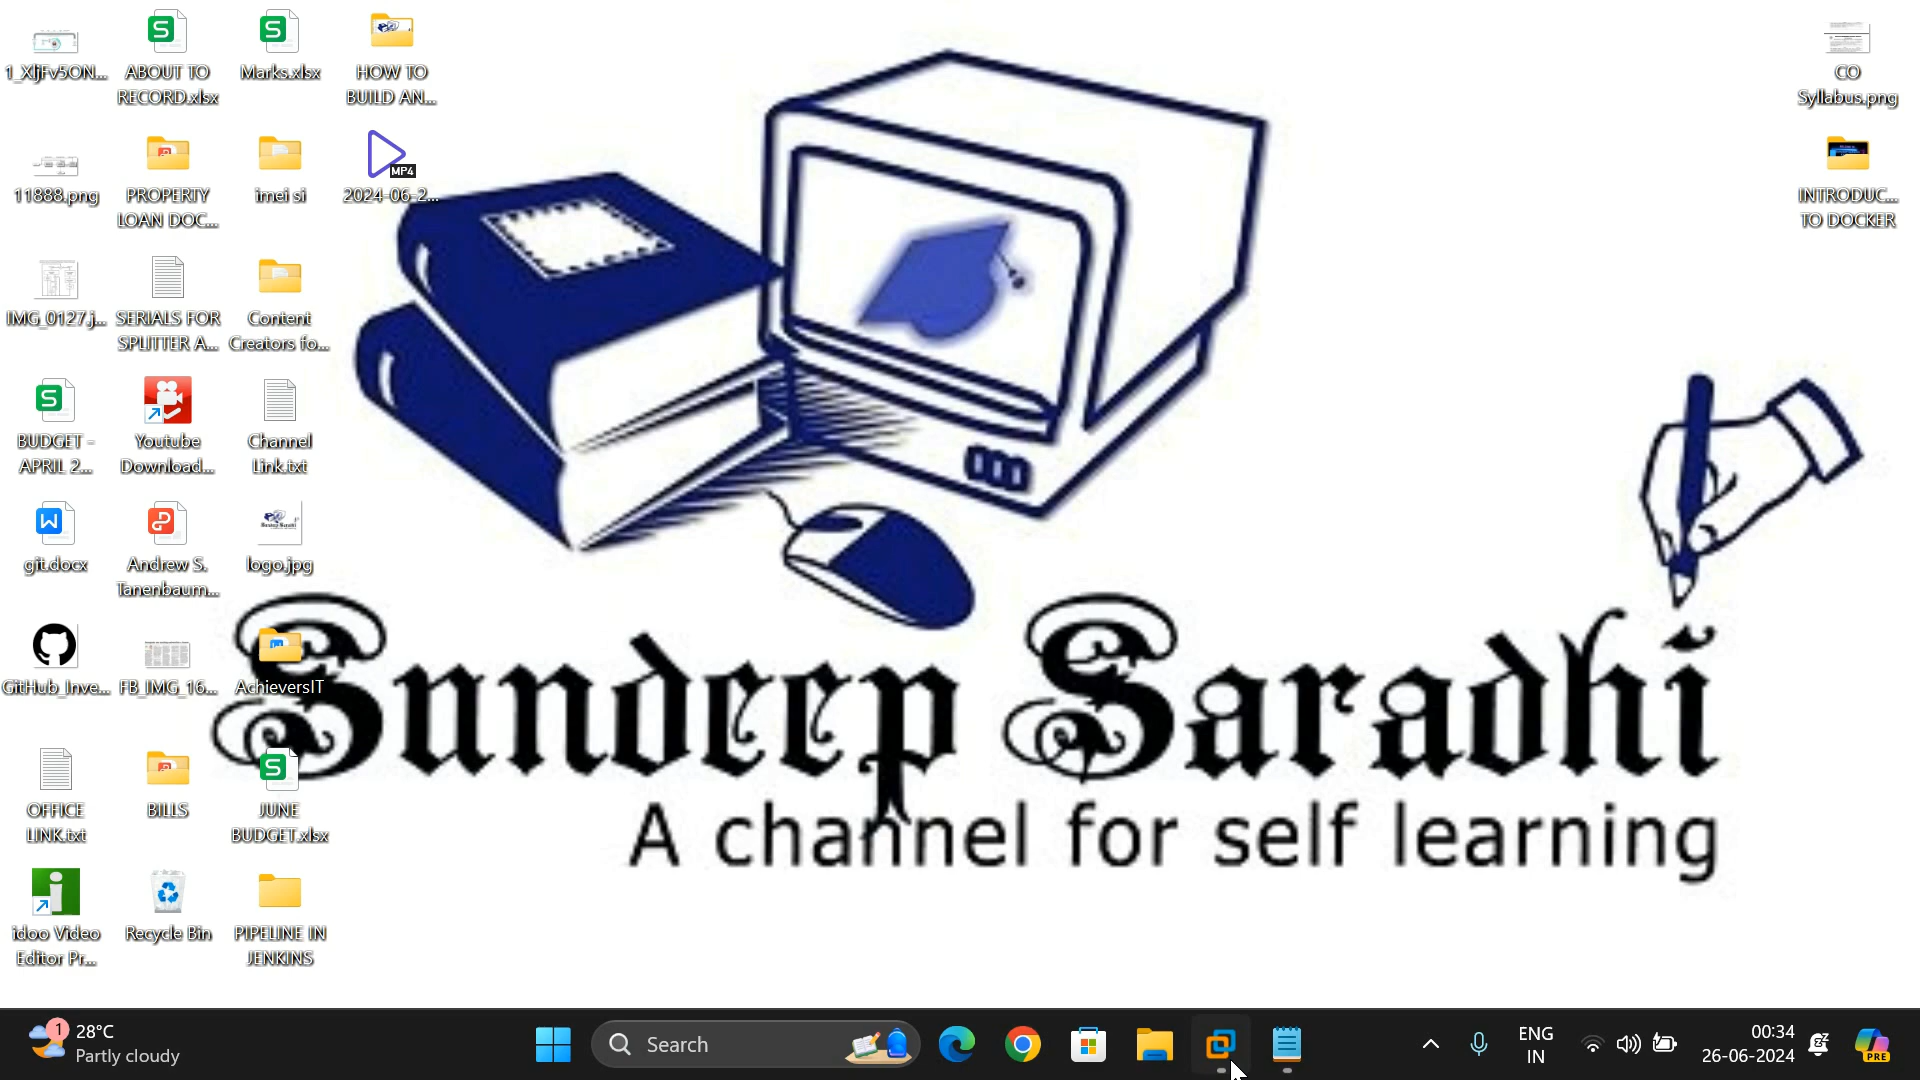 1_XljFv5ON...
ABOUT TO
RECORD.xlsx
Marks.xlsx
HOW TO
BUILD AN...
CO
Syllabus.png
11888.png
PROPERTY
LOAN DOC...
imei si
MP4
2024-06-2...
INTRODUC...
TO DOCKER
IMG_0127.j...
SERIALS FOR
SPLITTER A...
Content
Creators fo...
BUDGET -
APRIL 2...
Youtube
Download...
Channel
Link.txt
git.docx
Andrew S.
Tanenbaum...
logo.jpg
GitHub_Inve...
FB_IMG_16...
AchieversIT
Sundeep Saradhi
A channel for self learning
OFFICE
LINK.txt
BILLS
JUNE
BUDGET.xlsx
idoo Video
Editor Pr...
Recycle Bin
PIPELINE IN
JENKINS
1
28°C
Partly cloudy
Search
ENG
IN
00:34
26-06-2024
PRE